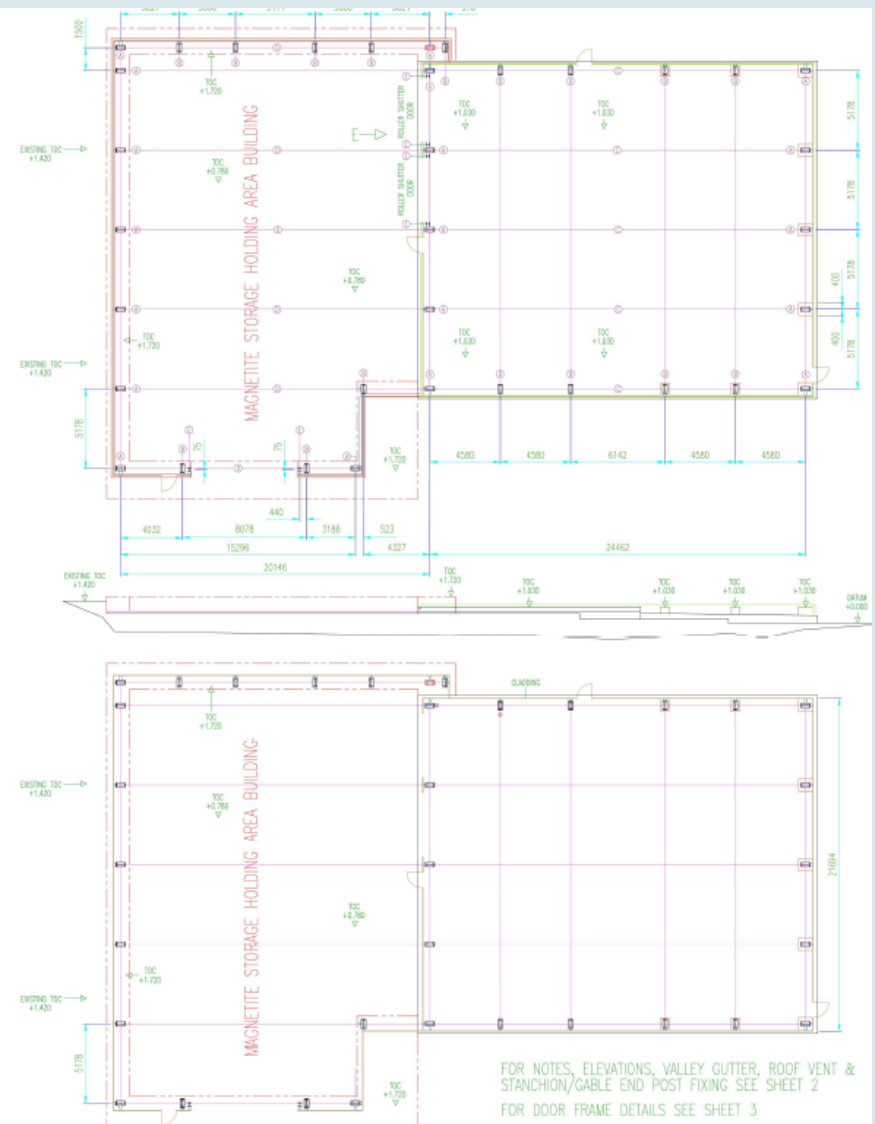 1500
EXISTING TOC
+1.420
TOC
+1.720
ROLLER SHUTTER
DOOR
E
TOC
+1.030
TOC
+1.030
5178
TOC
+0.780
MAGNETITE STORAGE HOLDING AREA BUILDING
ROLLER SHUTTER
DOOR
5178
TOC
+0.780
5178
400
TOC
+1.720
TOC
+1.030
TOC
+1.030
400
5178
EXISTING TOC
+1.420
5178
75
75
TOC
+1.720
4580
4580
6142
4580
4580
440
4032
8078
3186
523
15296
4327
24462
20146
EXISTING TOC
+1.420
TOC
+1.720
TOC
+1.030
TOC
+1.030
TOC
+1.030
TOC
+1.030
DATUM
+0.000
CLADDING
TOC
+1.720
EXISTING TOC
+1.420
TOC
+0.780
MAGNETITE STORAGE HOLDING AREA BUILDING
21694
TOC
+0.780
TOC
+1.720
EXISTING TOC
+1.420
5178
TOC
+1.720
FOR NOTES, ELEVATIONS, VALLEY GUTTER, ROOF VENT &
STANCHION/GABLE END POST FIXING SEE SHEET 2
FOR DOOR FRAME DETAILS SEE SHEET 3